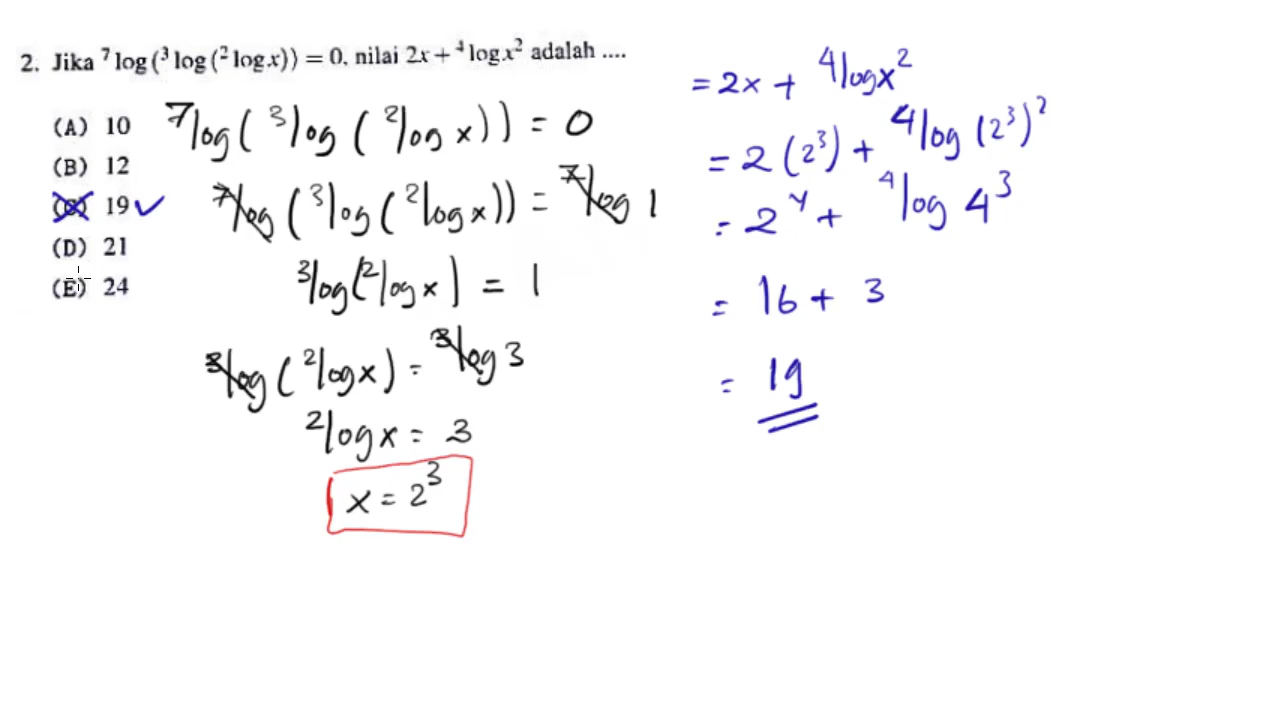 2. Jika ⁷log(³log(²log x)) = 0, nilai 2x + ⁴log x² adalah ....
(A) 10
(B) 12
(C) 19 ✓
(D) 21
(E) 24
⁷log(³log(²log x)) = 0
⁷log(³log(²log x)) = ⁷log 1
³log(²log x) = 1
³log(²log x) = ³log 3
²log x = 3
x = 2³
= 2x + ⁴log x²
= 2(2³) + ⁴log(2³)²
= 2⁴ + ⁴log 4³
= 16 + 3
= 19